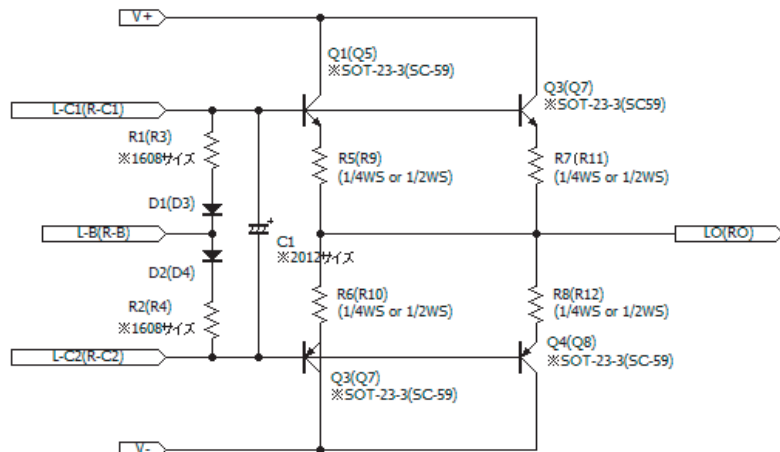 V+
Q1(Q5)
※SOT-23-3(SC-59)
Q3(Q7)
※SOT-23-3(SC59)
L-C1(R-C1)
R1(R3)
※1608サイズ
R5(R9)
(1/4WS or 1/2WS)
R7(R11)
(1/4WS or 1/2WS)
D1(D3)
L-B(R-B)
C1
※2012サイズ
+
LO(RO)
D2(D4)
R2(R4)
※1608サイズ
R6(R10)
(1/4WS or 1/2WS)
R8(R12)
(1/4WS or 1/2WS)
L-C2(R-C2)
Q4(Q8)
※SOT-23-3(SC-59)
Q3(Q7)
※SOT-23-3(SC-59)
V-